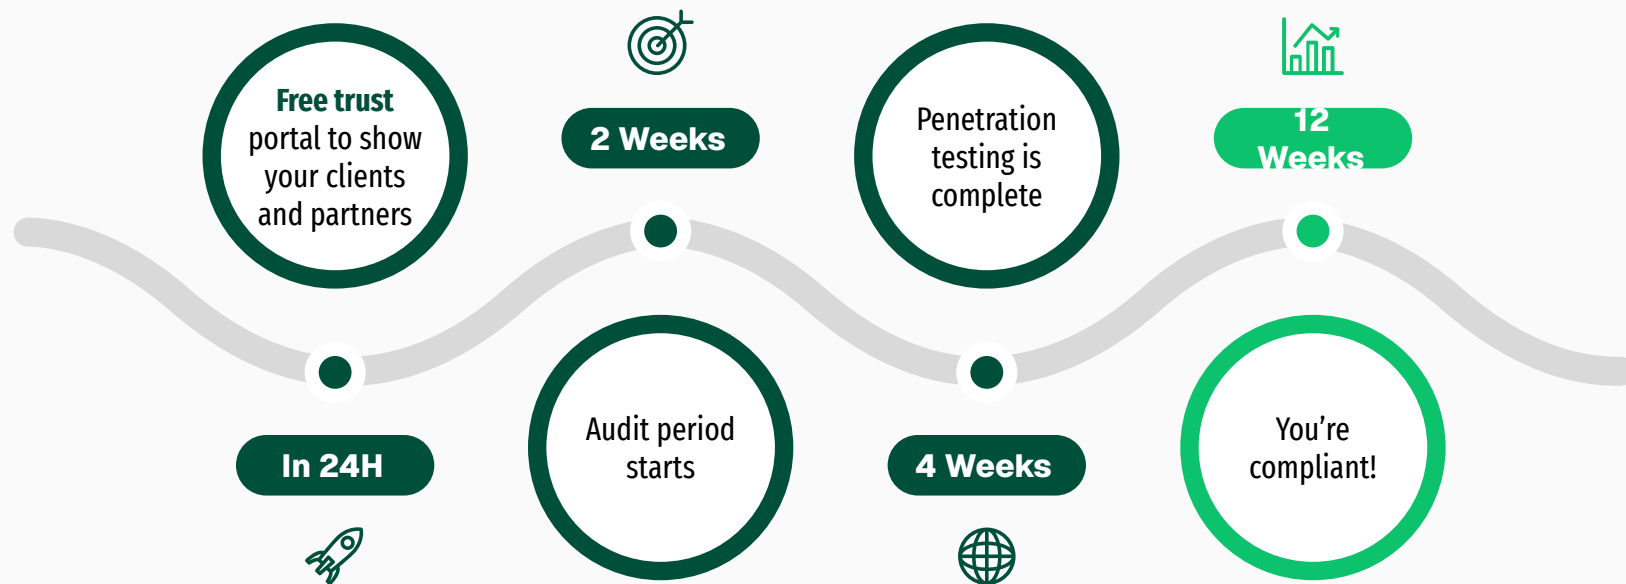 Free trust
portal to show
your clients
and partners
In 24H
2 Weeks
Audit period
starts
Penetration
testing is
complete
4 Weeks
12
Weeks
You’re
compliant!